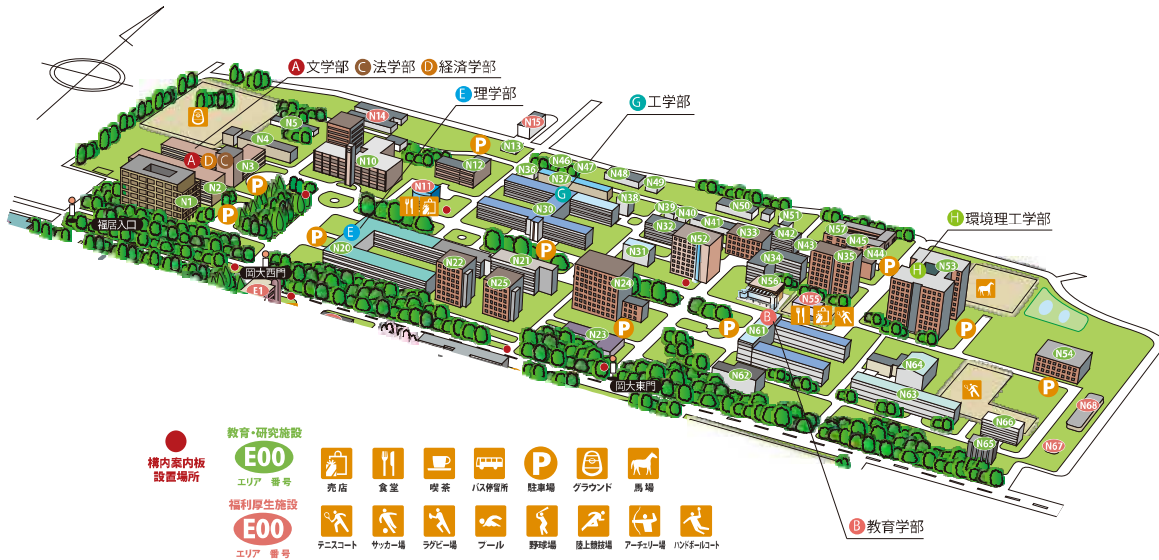 A 文学部 C 法学部 D 経済学部
E 理学部
G 工学部
H 環境理工学部
B 教育学部
N14
N15
N5
N4
N13
N10
N12
N3
A D C
N2
N1
N11
N46
N47
N36
N37
N48
N49
G
N38
N30
N39
N40
N50
N51
N41
N32
N33
N42
N57
N45
N43
N44
N52
N31
N34
N35
N53
H
N56
N55
福居入口
E
N20
N21
N22
N25
N24
岡大西門
E1
N23
B
N61
N62
岡大東門
N64
N63
N54
N66
N65
N67
N68
P
P
P
P
P
P
P
P
P
P
構内案内板
設置場所
教育・研究施設
E00
エリア 番号
福利厚生施設
E00
エリア 番号
売店 食堂 喫茶 バス停留所 P 駐車場 グラウンド 馬場
テニスコート サッカー場 ラグビー場 プール 野球場 陸上競技場 アーチェリー場 ハンドボールコート